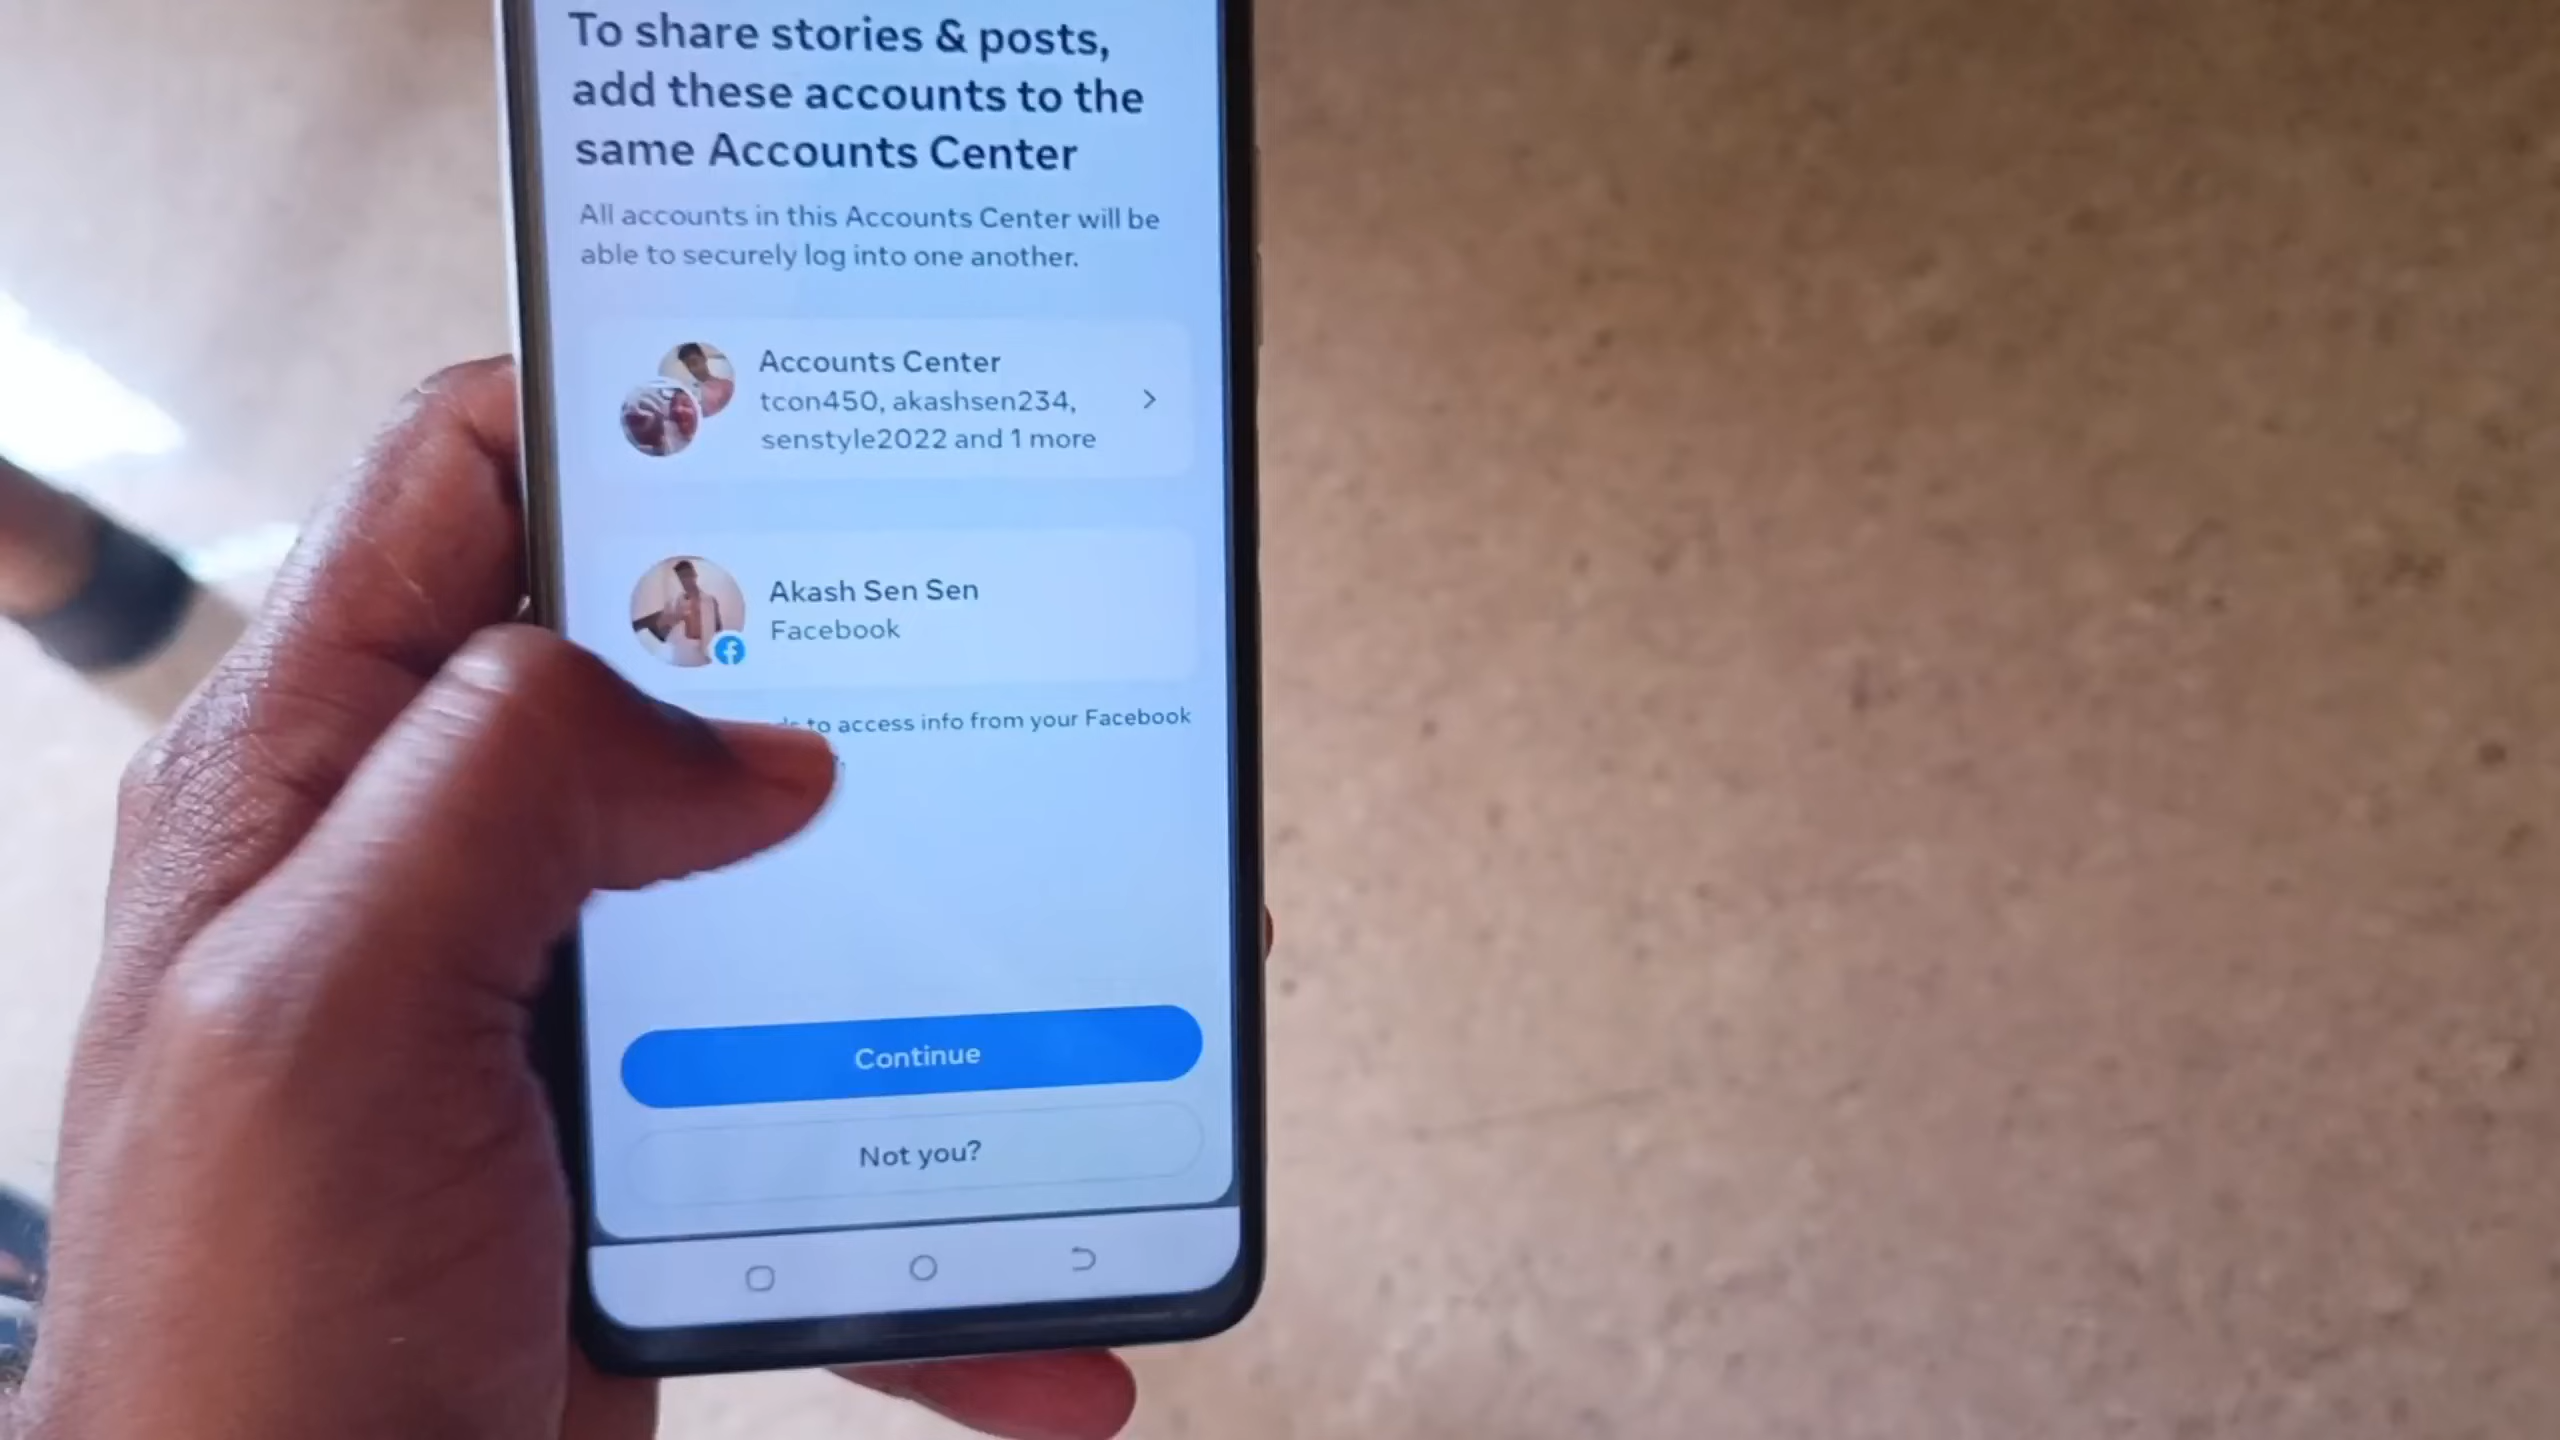 To share stories & posts,
add these accounts to the
same Accounts Center
All accounts in this Accounts Center will be
able to securely log into one another.
Accounts Center
tcon450, akashsen234,
senstyle2022 and 1 more
Akash Sen Sen
Facebook
to access info from your Facebook
Continue
Not you?